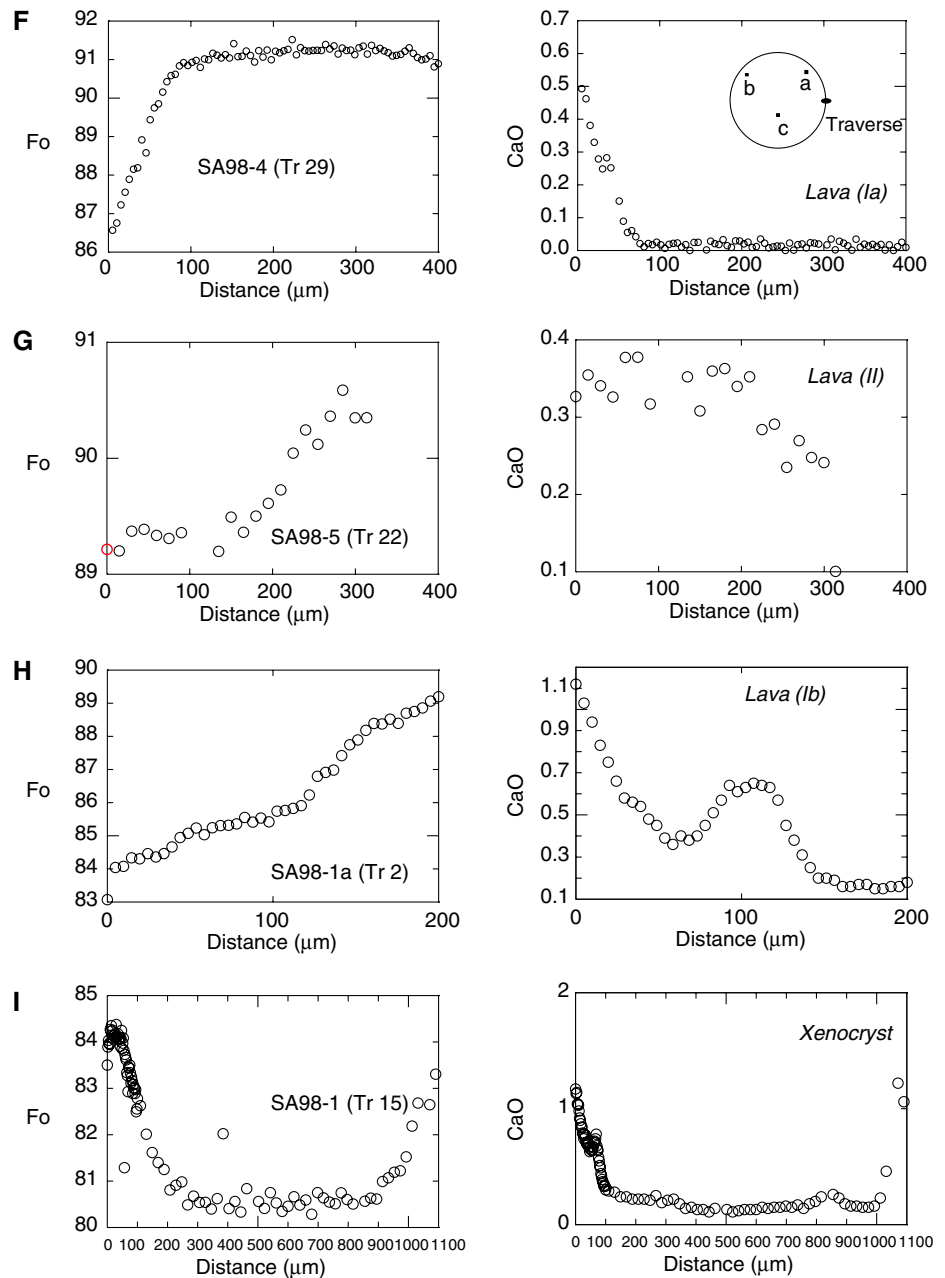 F
92
91
90
89
88
87
86
Fo
SA98-4 (Tr 29)
0 100 200 300 400
Distance (μm)
0.7
0.6
0.5
0.4
0.3
0.2
0.1
0.0
CaO
b
a
c
Traverse
Lava (Ia)
0 100 200 300 400
Distance (μm)
G
91
90
89
Fo
SA98-5 (Tr 22)
0 100 200 300 400
Distance (μm)
0.4
0.3
0.2
0.1
CaO
Lava (II)
0 100 200 300 400
Distance (μm)
H
90
89
88
87
86
85
84
83
Fo
SA98-1a (Tr 2)
0 100 200
Distance (μm)
1.1
0.9
0.7
0.5
0.3
0.1
CaO
Lava (Ib)
0 100 200
Distance (μm)
I
85
84
83
82
81
80
Fo
SA98-1 (Tr 15)
0 100 200 300 400 500 600 700 800 900 1000 1100
Distance (μm)
2
1
0
CaO
Xenocryst
0 100 200 300 400 500 600 700 800 900 1000 1100
Distance (μm)